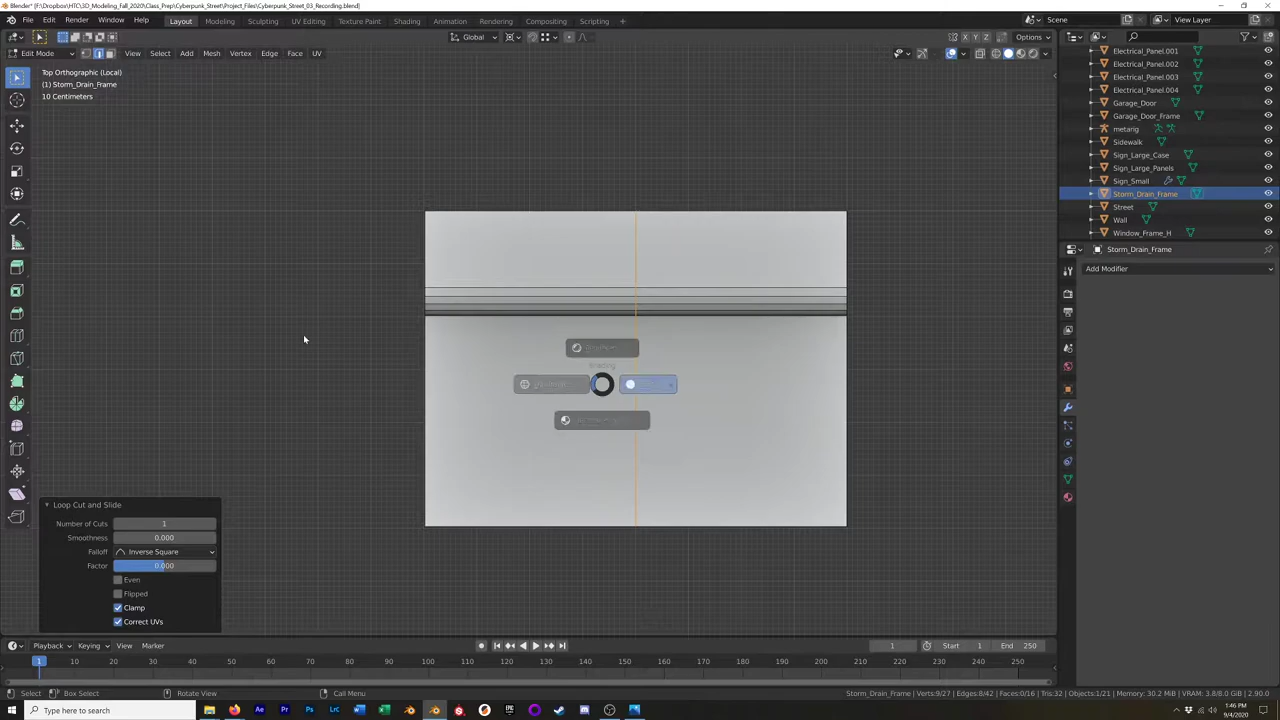 Blender* [F:\Dropbox\HTC\3D_Modeling_Fall_2020\Class_Prep\Cyberpunk_Street\Project_Files\Cyberpunk_Street_03_Recording.blend]
File Edit Render Window Help Layout Modeling Sculpting UV Editing Texture Paint Shading Animation Rendering Compositing Scripting + Scene View Layer
Global X Y Z Options
Edit Mode View Select Add Mesh Vertex Edge Face UV
Top Orthographic (Local)
(1) Storm_Drain_Frame
10 Centimeters
Electrical_Panel.001
Electrical_Panel.002
Electrical_Panel.003
Electrical_Panel.004
Garage_Door
Garage_Door_Frame
metarig
Sidewalk
Sign_Large_Case
Sign_Large_Panels
Sign_Small
Storm_Drain_Frame
Street
Wall
Window_Frame_H
Storm_Drain_Frame
Add Modifier
Loop Cut and Slide
Number of Cuts 1
Smoothness 0.000
Falloff Inverse Square
Factor 0.000
Even
Flipped
Clamp
Correct UVs
Playback Keying View Marker 1 Start 1 End 250
1 10 20 30 40 50 60 70 80 90 100 110 120 130 140 150 160 170 180 190 200 210 220 230 240 250
Select Box Select Rotate View Call Menu Storm_Drain_Frame | Verts:9/27 | Edges:8/42 | Faces:0/16 | Tris:32 | Objects:1/21 | Memory: 30.2 MiB | VRAM: 3.8/8.0 GiB | 2.90.0
Type here to search
1:46 PM
9/4/2020